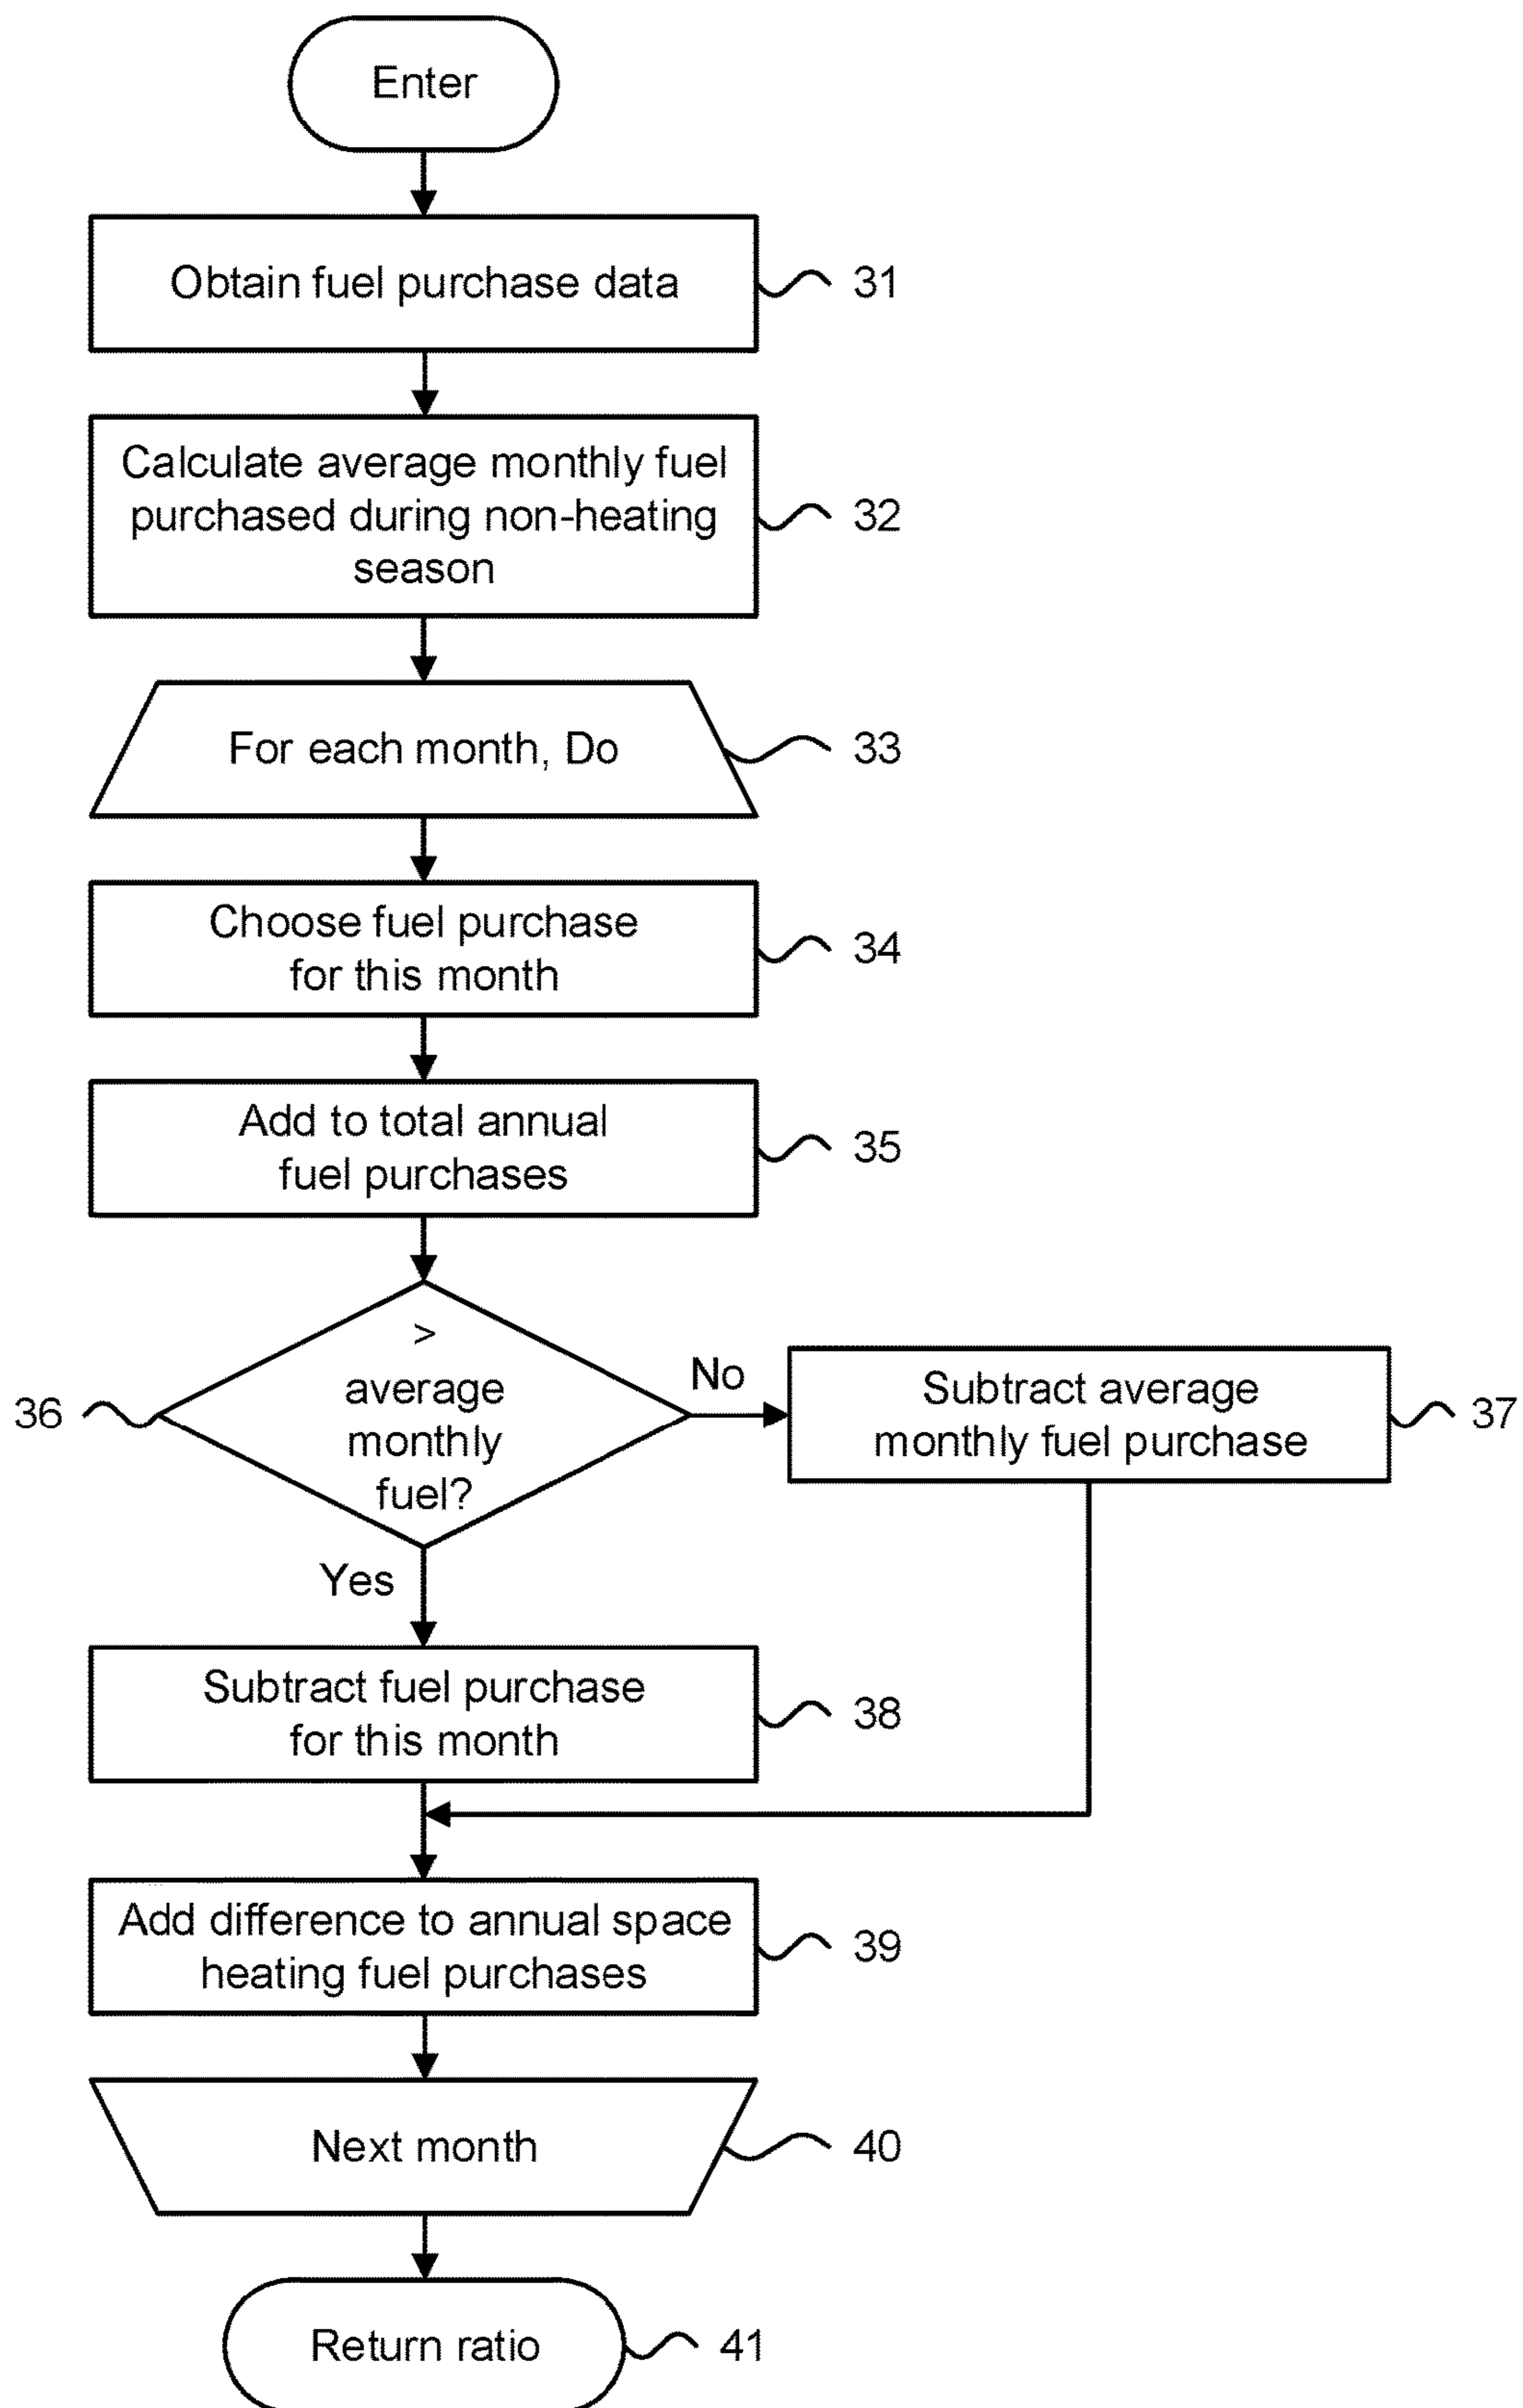 Enter
Obtain fuel purchase data
31
Calculate average monthly fuel
purchased during non-heating
season
32
For each month, Do
33
Choose fuel purchase
for this month
34
Add to total annual
fuel purchases
35
>
average
monthly
fuel?
36
No
Subtract average
monthly fuel purchase
37
Yes
Subtract fuel purchase
for this month
38
Add difference to annual space
heating fuel purchases
39
Next month
40
Return ratio
41